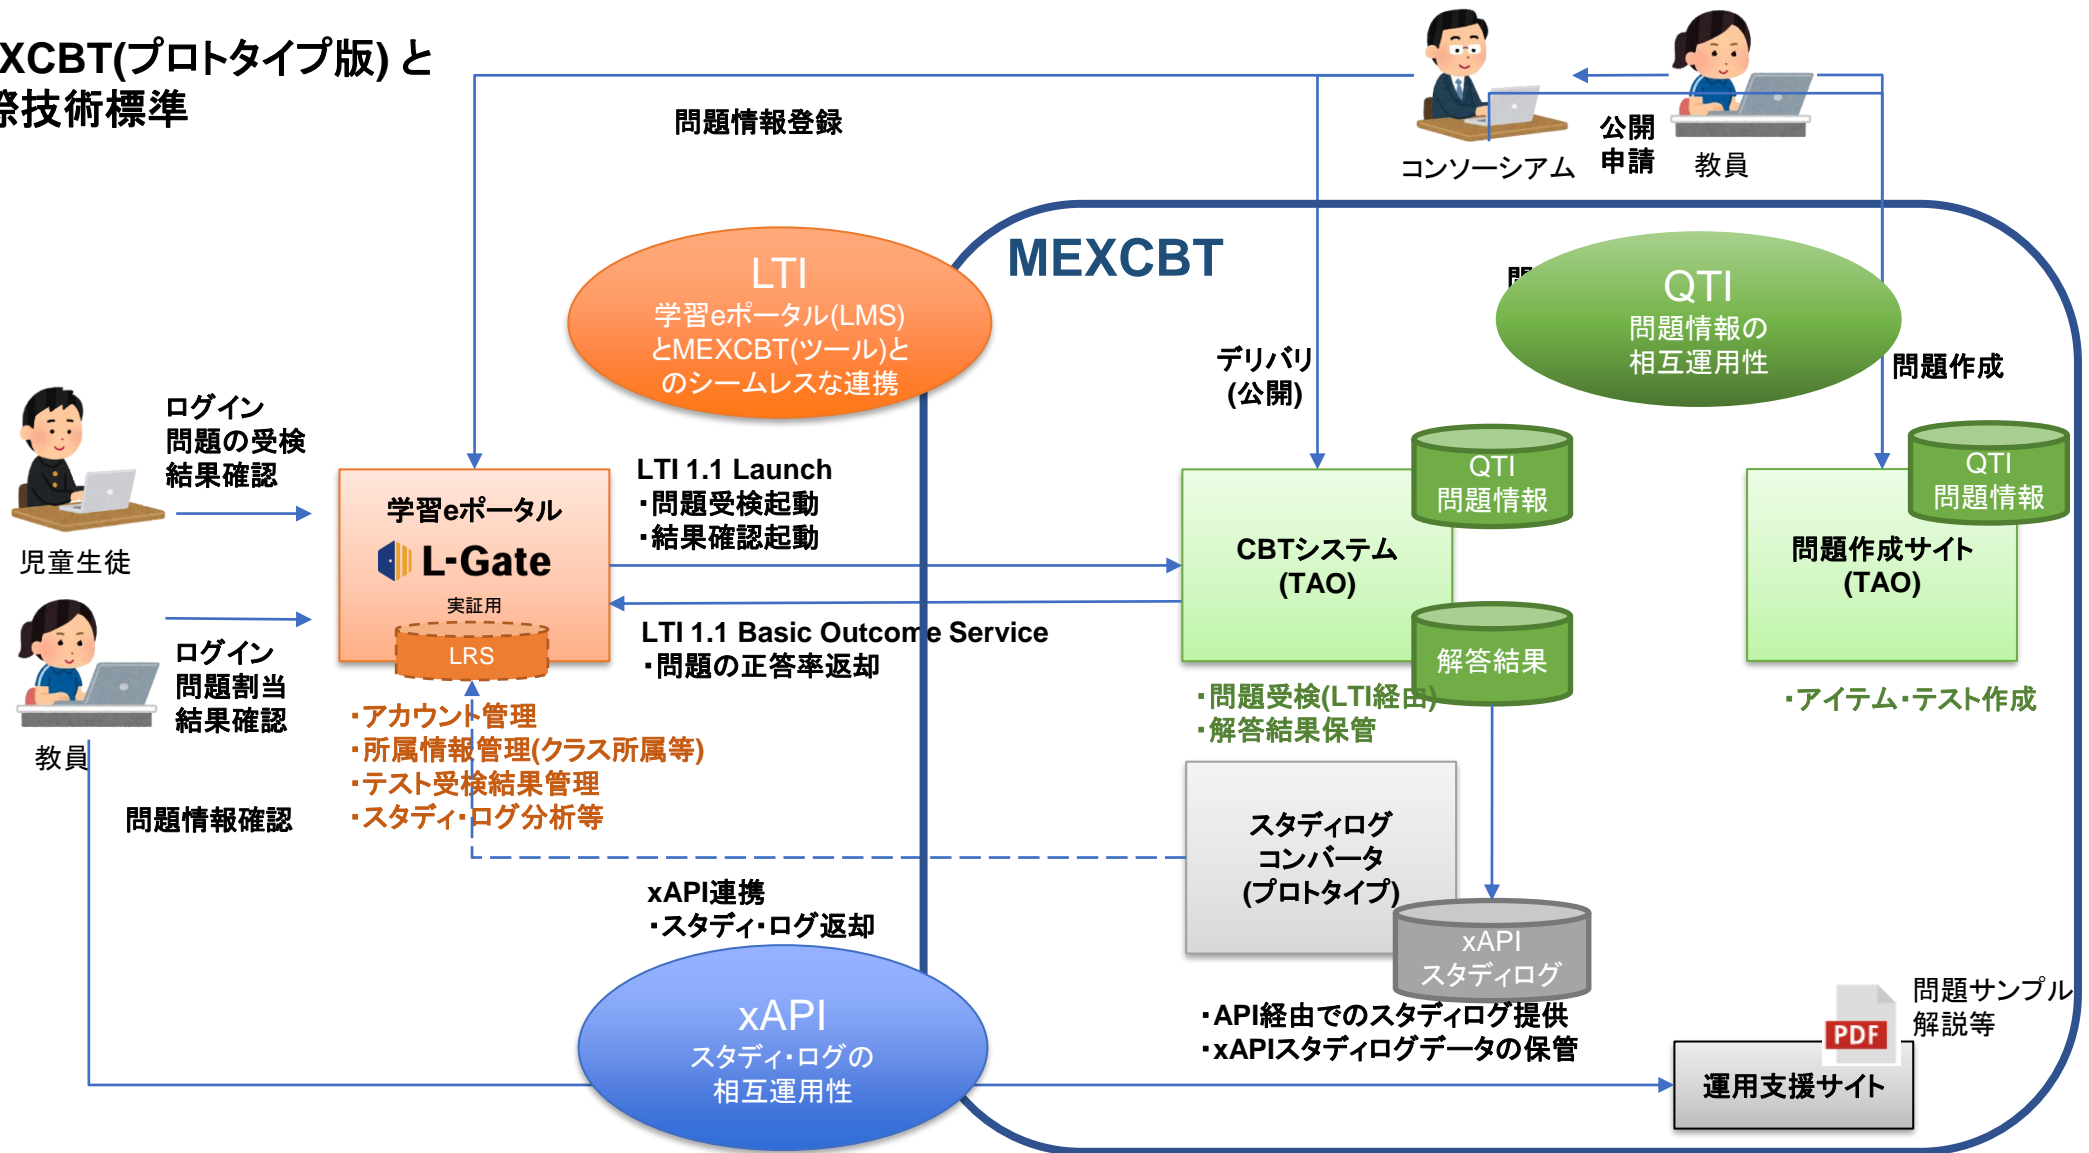 XCBT(プロトタイプ版) と
際技術標準
問題情報登録
コンソーシアム
公開
申請
教員
MEXCBT
LTI
学習eポータル(LMS)
とMEXCBT(ツール)と
のシームレスな連携
QTI
問題情報の
相互運用性
デリバリ
(公開)
問題作成
ログイン
問題の受検
結果確認
児童生徒
学習eポータル
L-Gate
実証用
LRS
LTI 1.1 Launch
・問題受検起動
・結果確認起動
LTI 1.1 Basic Outcome Service
・問題の正答率返却
QTI
問題情報
CBTシステム
(TAO)
解答結果
QTI
問題情報
問題作成サイト
(TAO)
・問題受検(LTI経由)
・解答結果保管
・アイテム・テスト作成
ログイン
問題割当
結果確認
教員
・アカウント管理
・所属情報管理(クラス所属等)
・テスト受検結果管理
・スタディ・ログ分析等
問題情報確認
スタディログ
コンバータ
(プロトタイプ)
xAPI
スタディログ
xAPI連携
・スタディ・ログ返却
xAPI
スタディ・ログの
相互運用性
・API経由でのスタディログ提供
・xAPIスタディログデータの保管
PDF
問題サンプル
解説等
運用支援サイト